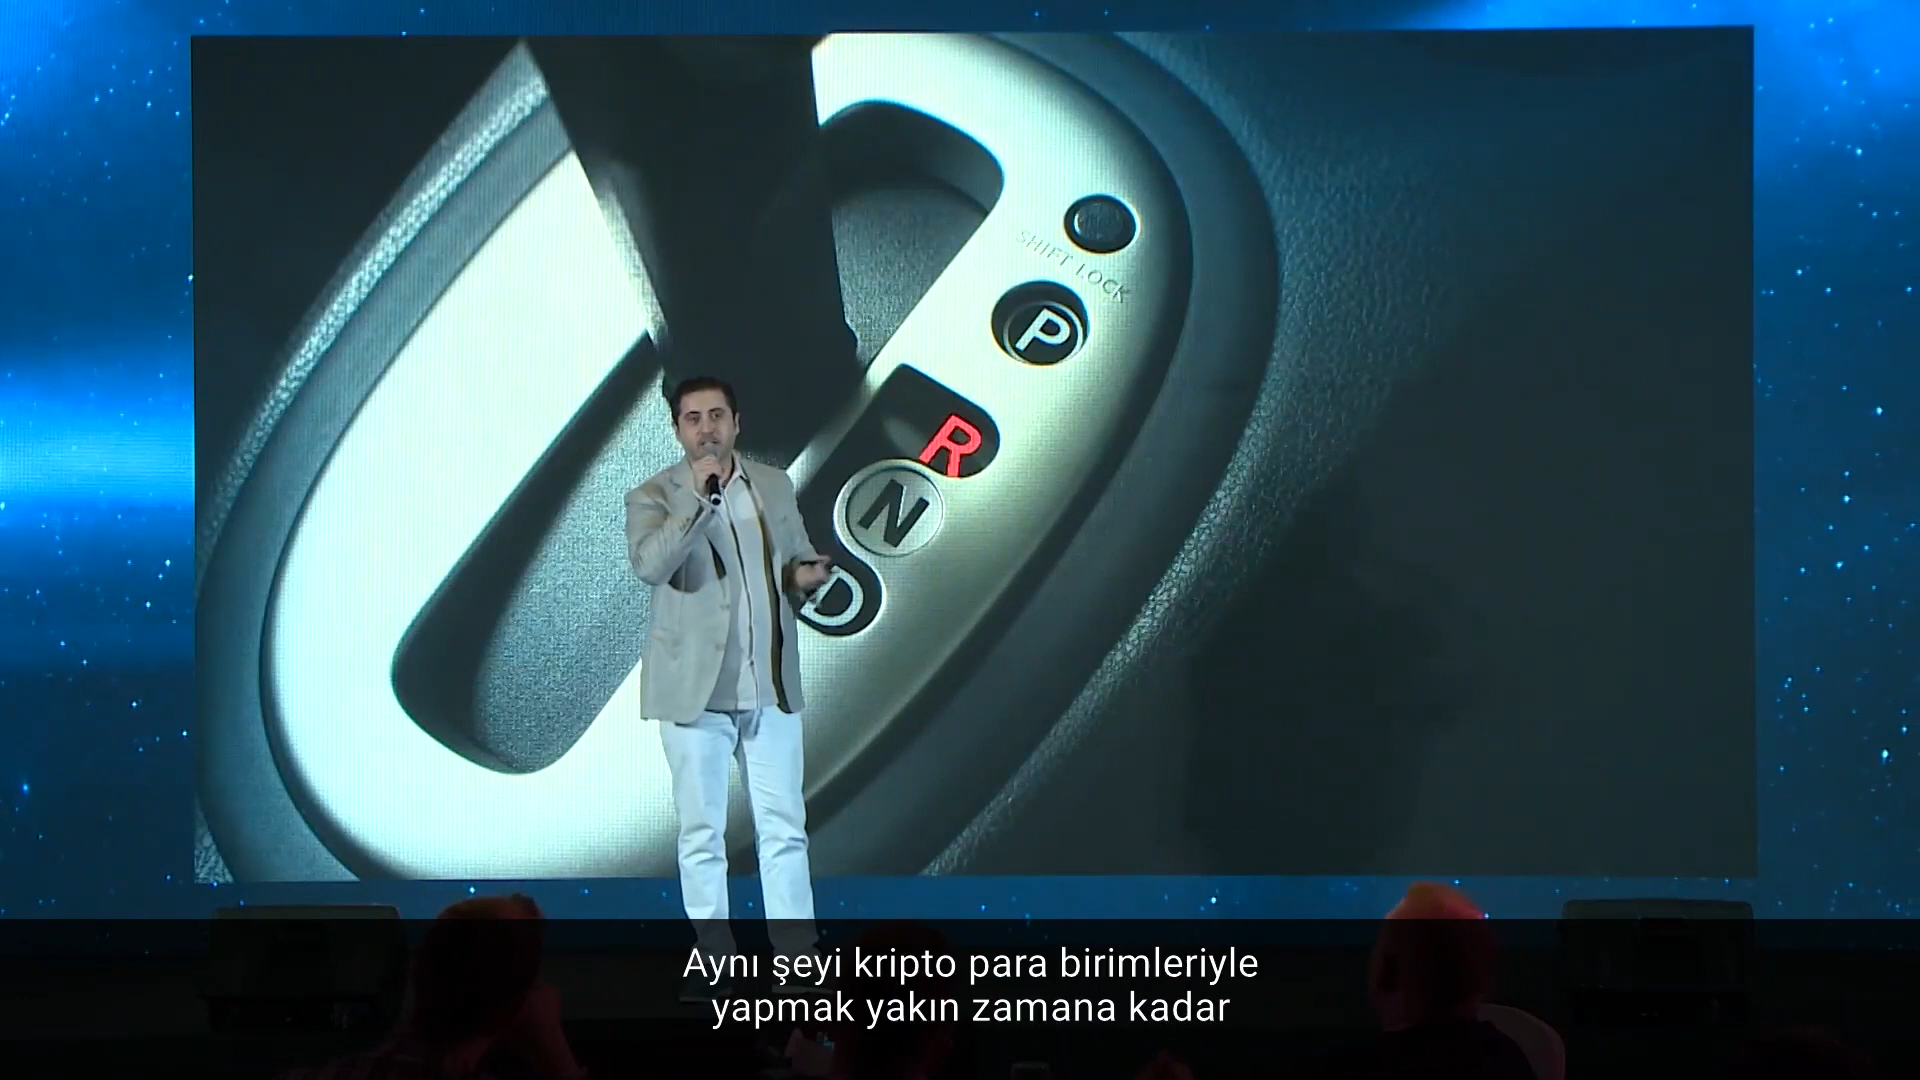 SHIFT LOCK
P
R
N
D
Aynı şeyi kripto para birimleriyle
yapmak yakın zamana kadar